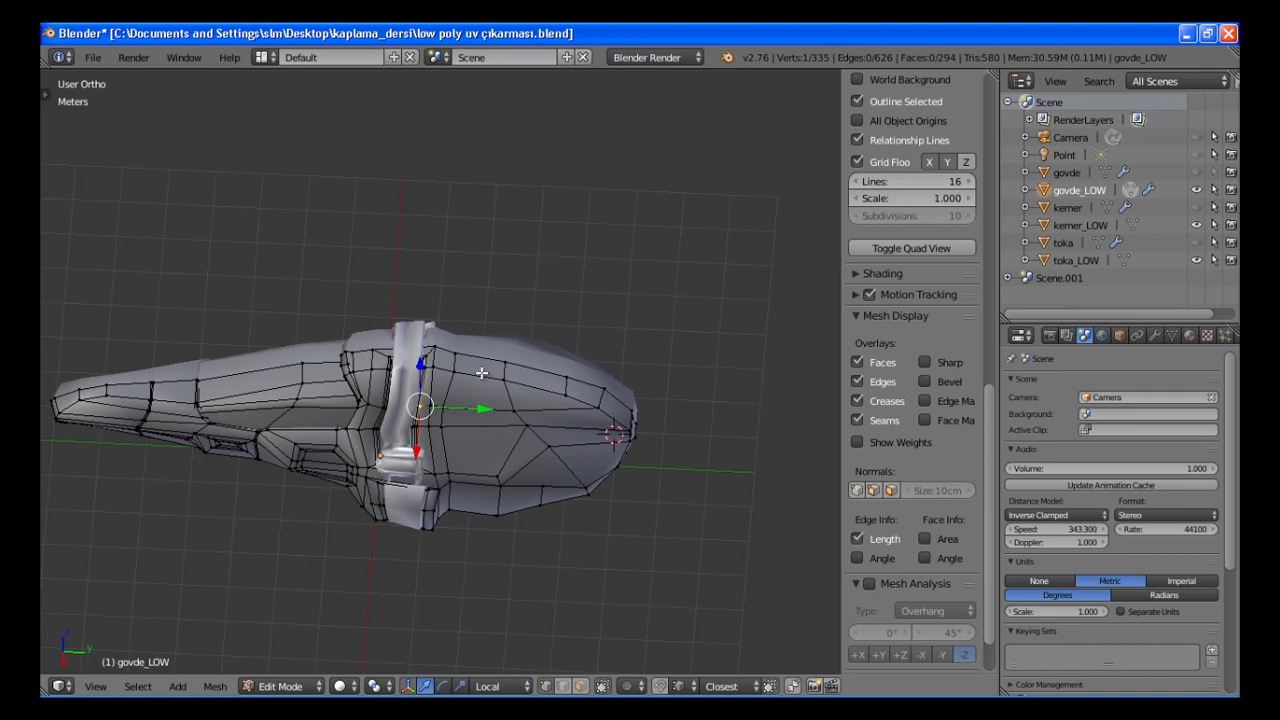 Blender* [C:\Documents and Settings\slm\Desktop\kaplama_dersi\low poly uv çıkarması.blend]
File Render Window Help Default Scene Blender Render v2.76 | Verts:1/335 | Edges:0/626 | Faces:0/294 | Tris:580 | Mem:30.59M (0.11M) | govde_LOW
User Ortho
Meters
(1) govde_LOW
View Select Add Mesh Edit Mode Local Closest
World Background
Outline Selected
All Object Origins
Relationship Lines
Grid Floo X Y Z
Lines: 16
Scale: 1.000
Subdivisions: 10
Toggle Quad View
Shading
Motion Tracking
Mesh Display
Overlays:
Faces Sharp
Edges Bevel
Creases Edge Ma
Seams Face Ma
Show Weights
Normals:
Size:10cm
Edge Info: Face Info:
Length Area
Angle Angle
Mesh Analysis
Type: Overhang
0° 45°
+X +Y +Z -X -Y -Z
View Search All Scenes
Scene
RenderLayers
Camera
Point
govde
govde_LOW
kemer
kemer_LOW
toka
toka_LOW
Scene.001
Scene
Scene
Camera: Camera
Background:
Active Clip:
Audio
Volume: 1.000
Update Animation Cache
Distance Model: Format:
Inverse Clamped Stereo
Speed: 343.300 Rate: 44100
Doppler: 1.000
Units
None Metric Imperial
Degrees Radians
Scale: 1.000 Separate Units
Keying Sets
Color Management
z
y